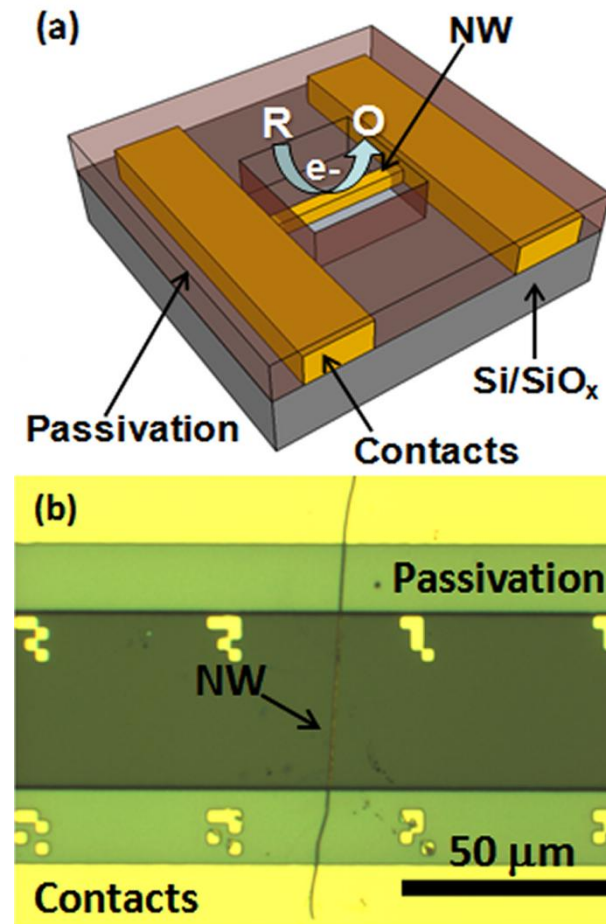 (a)
NW
R
O
e-
Si/SiOx
Passivation
Contacts
(b)
Passivation
NW
50 μm
Contacts